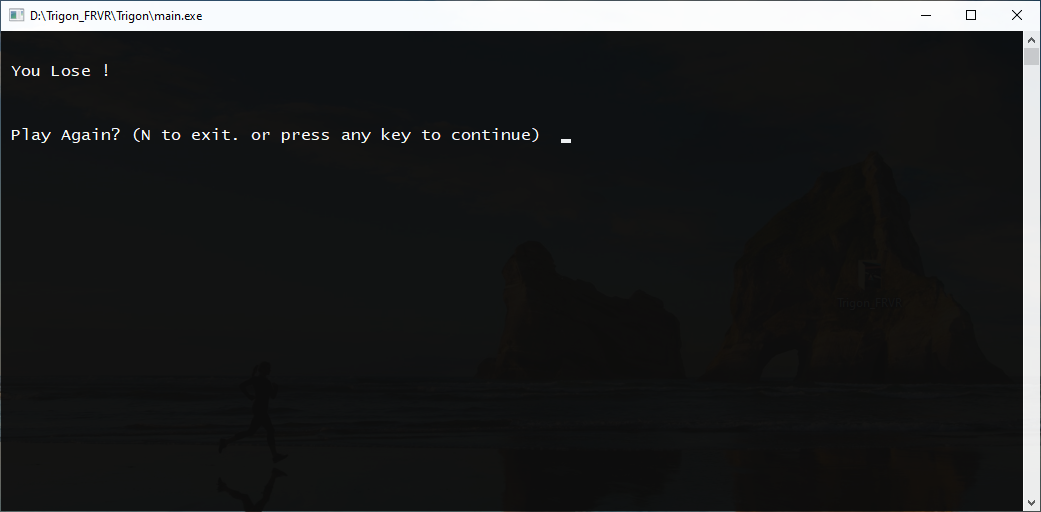 D:\Trigon_FRVR\Trigon\main.exe
You Lose !
Play Again? (N to exit. or press any key to continue)
Trigon_FRVR